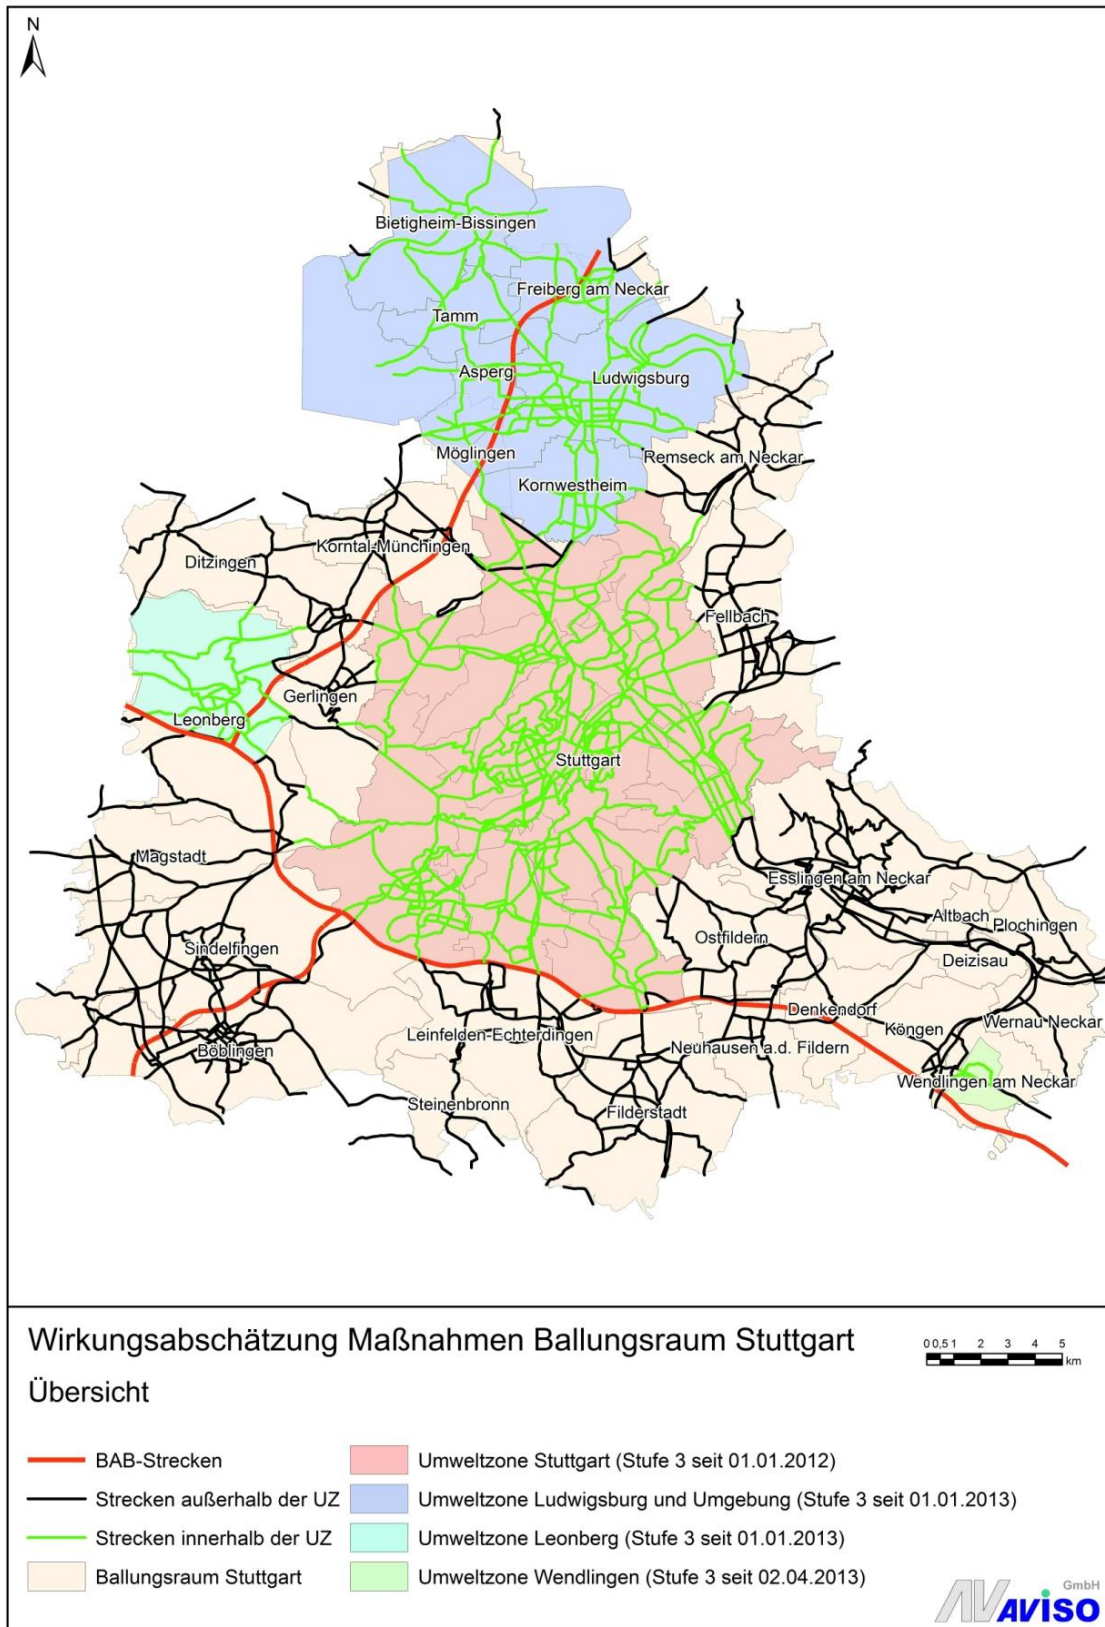 N
Bietigheim-Bissingen
Freiberg am Neckar
Tamm
Asperg
Ludwigsburg
Möglingen
Remseck am Neckar
Kornwestheim
Korntal-Münchingen
Ditzingen
Fellbach
Gerlingen
Leonberg
Stuttgart
Magstadt
Esslingen am Neckar
Altbach
Plochingen
Ostfildern
Sindelfingen
Deizisau
Denkendorf
Wernau Neckar
Köngen
Leinfelden-Echterdingen
Neuhausen a.d. Fildern
Böblingen
Wendlingen am Neckar
Steinenbronn
Filderstadt
Wirkungsabschätzung Maßnahmen Ballungsraum Stuttgart
0 0,5 1 2 3 4 5
km
Übersicht
BAB-Strecken
Strecken außerhalb der UZ
Strecken innerhalb der UZ
Ballungsraum Stuttgart
Umweltzone Stuttgart (Stufe 3 seit 01.01.2012)
Umweltzone Ludwigsburg und Umgebung (Stufe 3 seit 01.01.2013)
Umweltzone Leonberg (Stufe 3 seit 01.01.2013)
Umweltzone Wendlingen (Stufe 3 seit 02.04.2013)
GmbH
AViSO